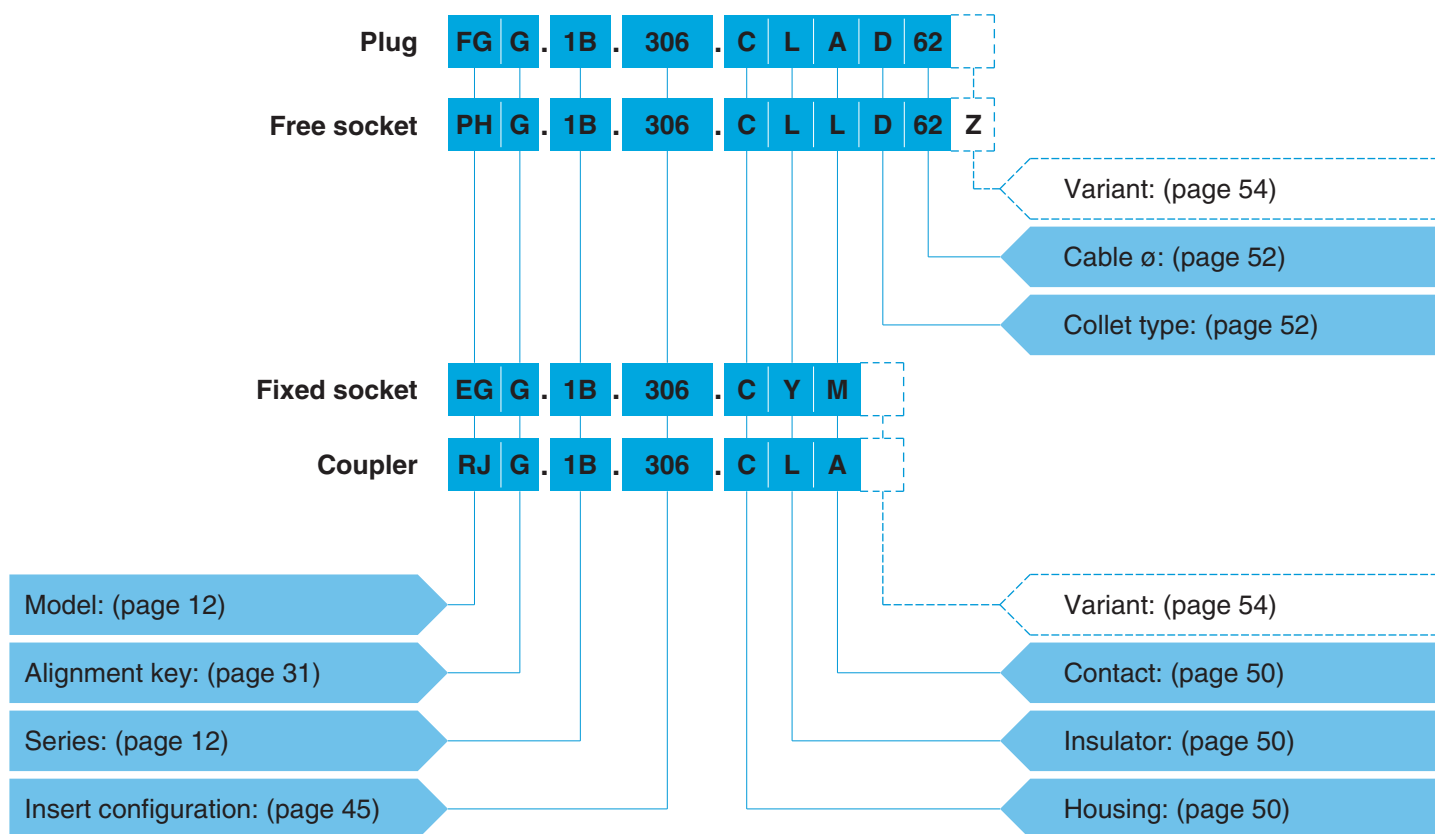 Plug FG G . 1B . 306 . C L A D 62
Free socket PH G . 1B . 306 . C L L D 62 Z
Variant: (page 54)
Cable ø: (page 52)
Collet type: (page 52)
Fixed socket EG G . 1B . 306 . C Y M
Coupler RJ G . 1B . 306 . C L A
Model: (page 12)
Variant: (page 54)
Alignment key: (page 31)
Contact: (page 50)
Series: (page 12)
Insulator: (page 50)
Insert configuration: (page 45)
Housing: (page 50)